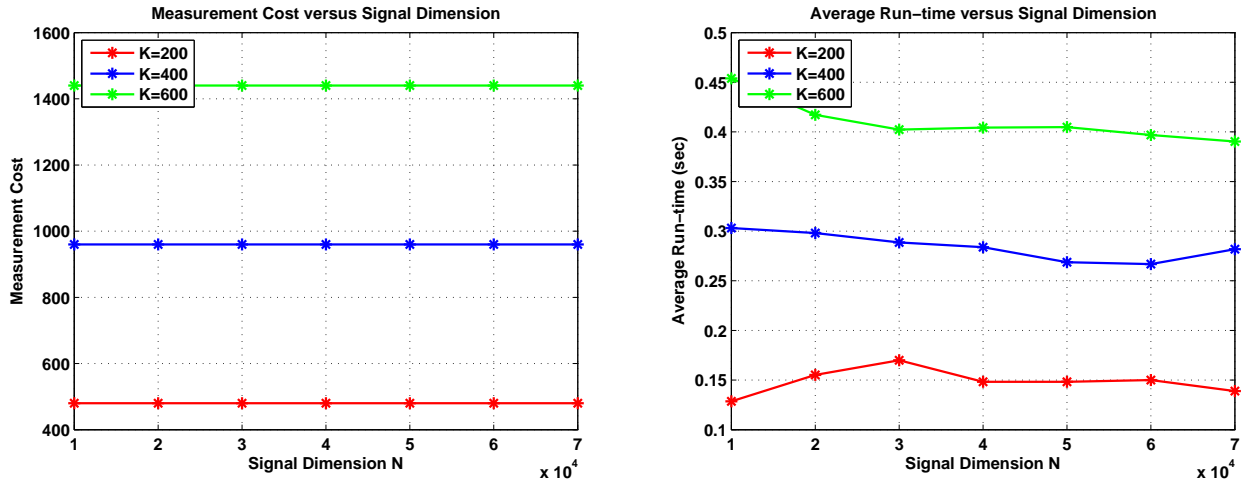 Measurement Cost versus Signal Dimension
1600
1400
1200
1000
800
600
400
Measurement Cost
K=200
K=400
K=600
1 2 3 4 5 6 7
Signal Dimension N
x 10^4
Average Run−time versus Signal Dimension
0.5
0.45
0.4
0.35
0.3
0.25
0.2
0.15
0.1
Average Run−time (sec)
K=200
K=400
K=600
1 2 3 4 5 6 7
Signal Dimension N
x 10^4